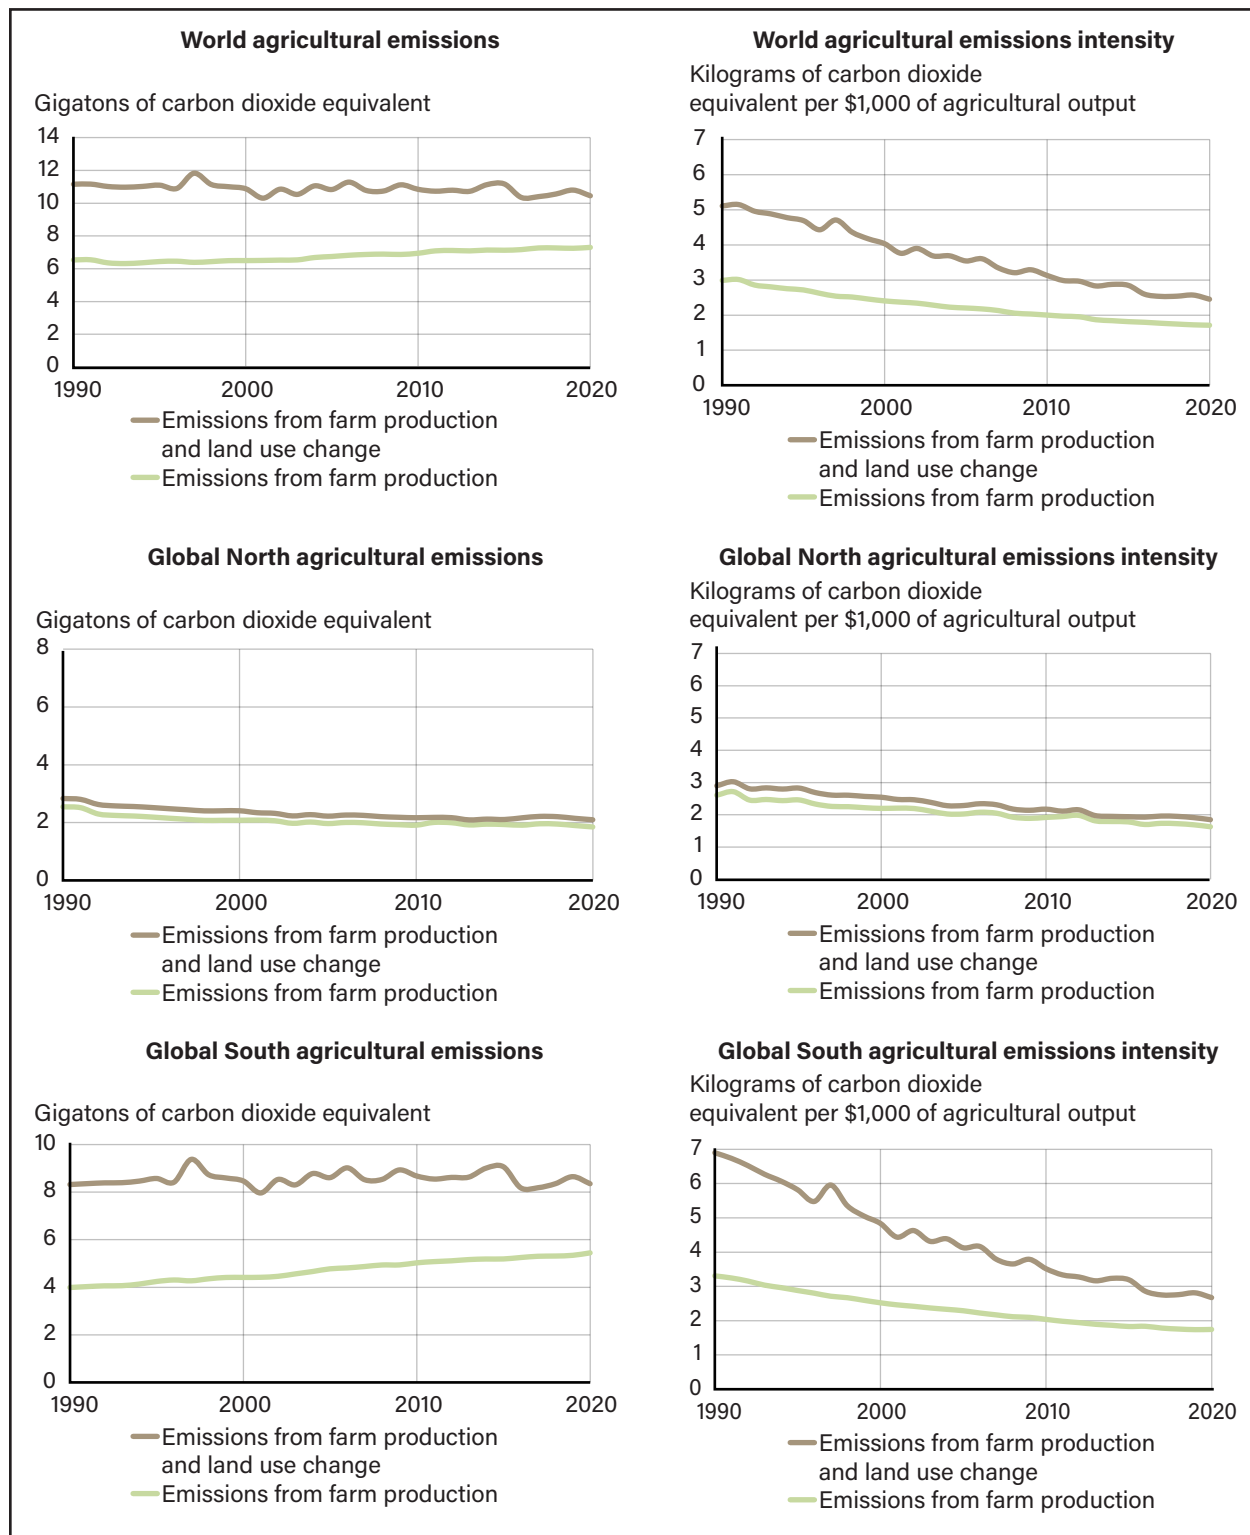 World agricultural emissions
Gigatons of carbon dioxide equivalent
14
12
10
8
6
4
2
0
1990
2000
2010
2020
Emissions from farm production
and land use change
Emissions from farm production
World agricultural emissions intensity
Kilograms of carbon dioxide
equivalent per $1,000 of agricultural output
7
6
5
4
3
2
1
0
1990
2000
2010
2020
Emissions from farm production
and land use change
Emissions from farm production
Global North agricultural emissions
Gigatons of carbon dioxide equivalent
8
6
4
2
0
1990
2000
2010
2020
Emissions from farm production
and land use change
Emissions from farm production
Global North agricultural emissions intensity
Kilograms of carbon dioxide
equivalent per $1,000 of agricultural output
7
6
5
4
3
2
1
0
1990
2000
2010
2020
Emissions from farm production
and land use change
Emissions from farm production
Global South agricultural emissions
Gigatons of carbon dioxide equivalent
10
8
6
4
2
0
1990
2000
2010
2020
Emissions from farm production
and land use change
Emissions from farm production
Global South agricultural emissions intensity
Kilograms of carbon dioxide
equivalent per $1,000 of agricultural output
7
6
5
4
3
2
1
0
1990
2000
2010
2020
Emissions from farm production
and land use change
Emissions from farm production